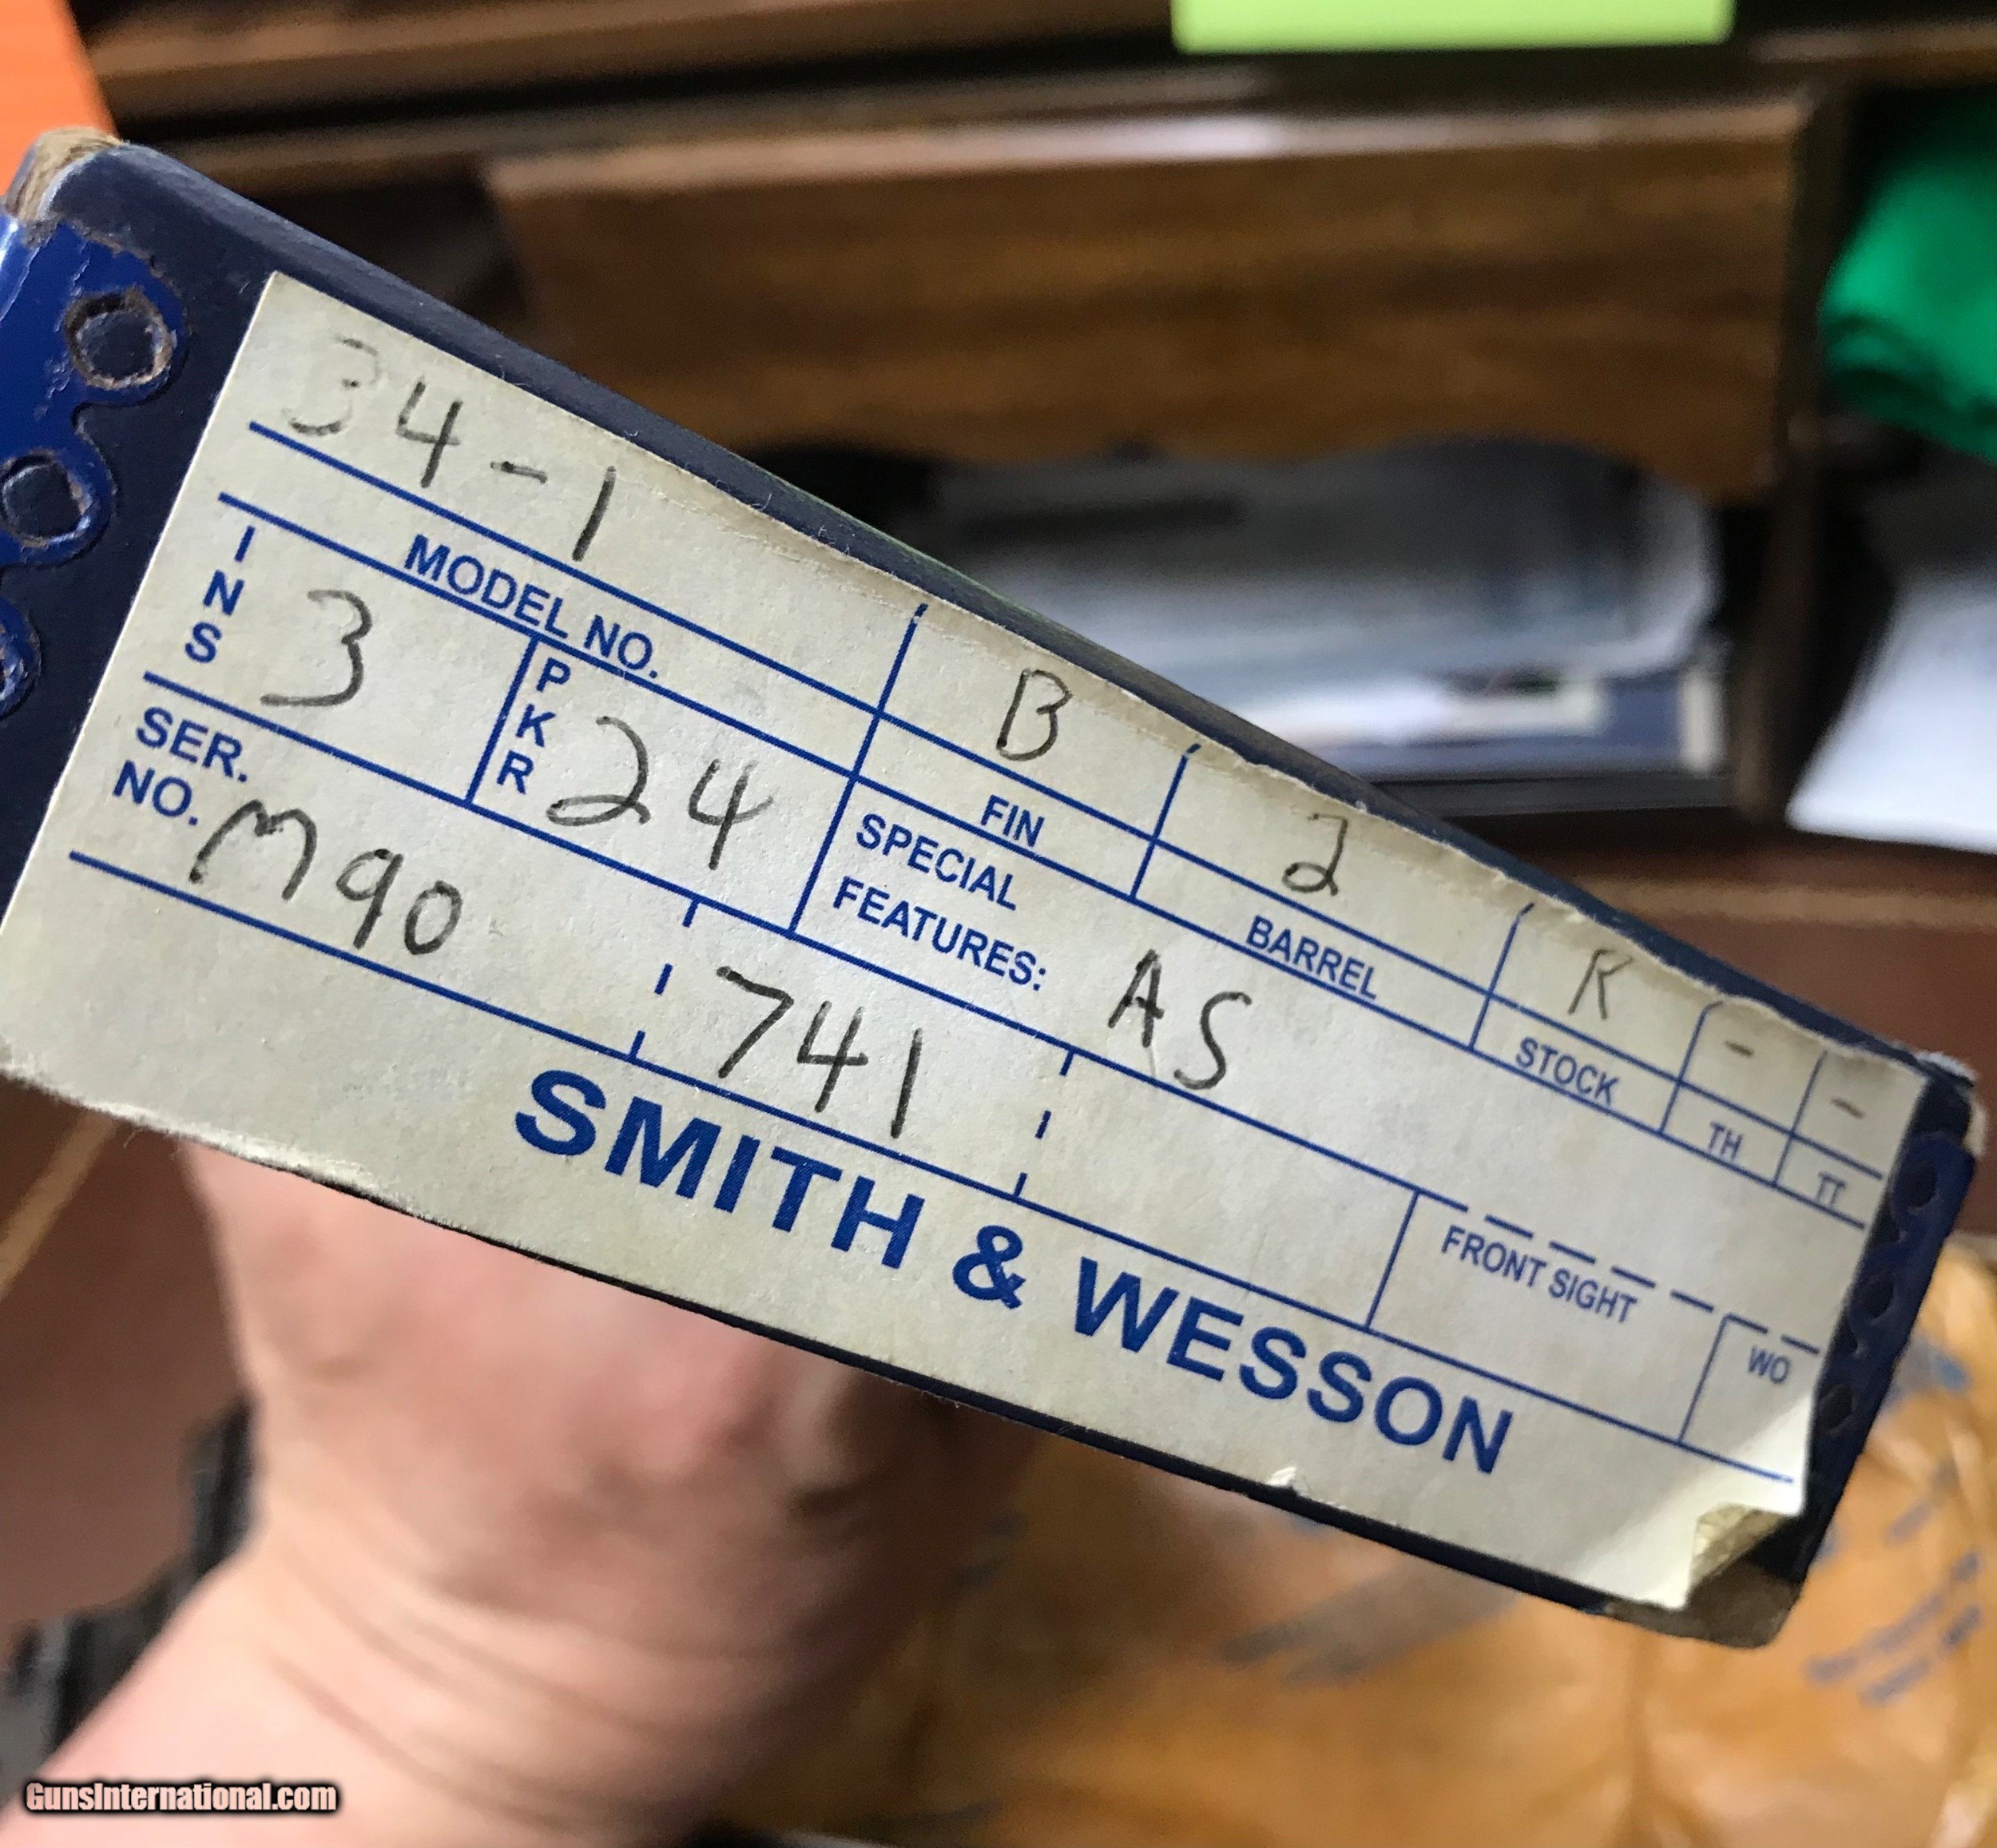 34-1 B 2 R - -
MODEL NO. FIN BARREL STOCK TH TT
INS 3 PKR 24 SPECIAL FEATURES: AS
SER. NO. M90 741 FRONT SIGHT WO
SMITH & WESSON
GunsInternational.com